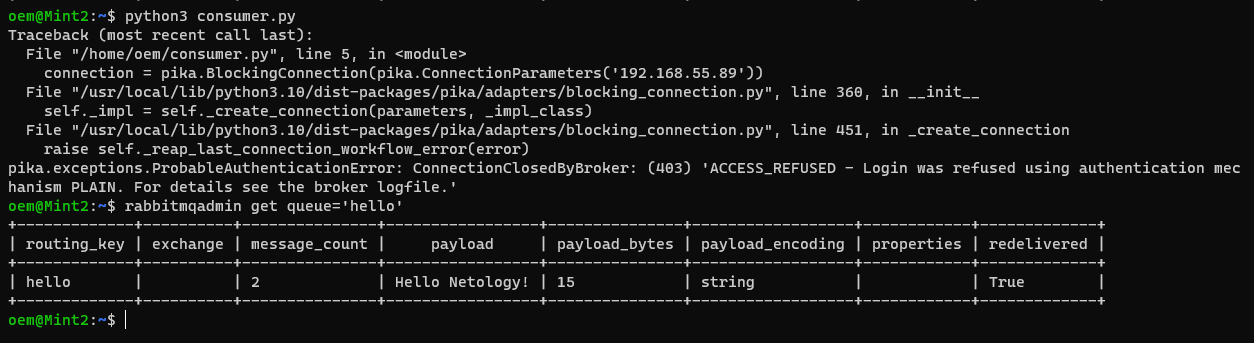 oem@Mint2:~$ python3 consumer.py
Traceback (most recent call last):
  File "/home/oem/consumer.py", line 5, in <module>
    connection = pika.BlockingConnection(pika.ConnectionParameters('192.168.55.89'))
  File "/usr/local/lib/python3.10/dist-packages/pika/adapters/blocking_connection.py", line 360, in __init__
    self._impl = self._create_connection(parameters, _impl_class)
  File "/usr/local/lib/python3.10/dist-packages/pika/adapters/blocking_connection.py", line 451, in _create_connection
    raise self._reap_last_connection_workflow_error(error)
pika.exceptions.ProbableAuthenticationError: ConnectionClosedByBroker: (403) 'ACCESS_REFUSED - Login was refused using authentication mec
hanism PLAIN. For details see the broker logfile.'
oem@Mint2:~$ rabbitmqadmin get queue='hello'
+-------------+----------+---------------+-----------------+---------------+------------------+------------+-------------+
| routing_key | exchange | message_count |     payload     | payload_bytes | payload_encoding | properties | redelivered |
+-------------+----------+---------------+-----------------+---------------+------------------+------------+-------------+
| hello       |          | 2             | Hello Netology! | 15            | string           |            | True        |
+-------------+----------+---------------+-----------------+---------------+------------------+------------+-------------+
oem@Mint2:~$